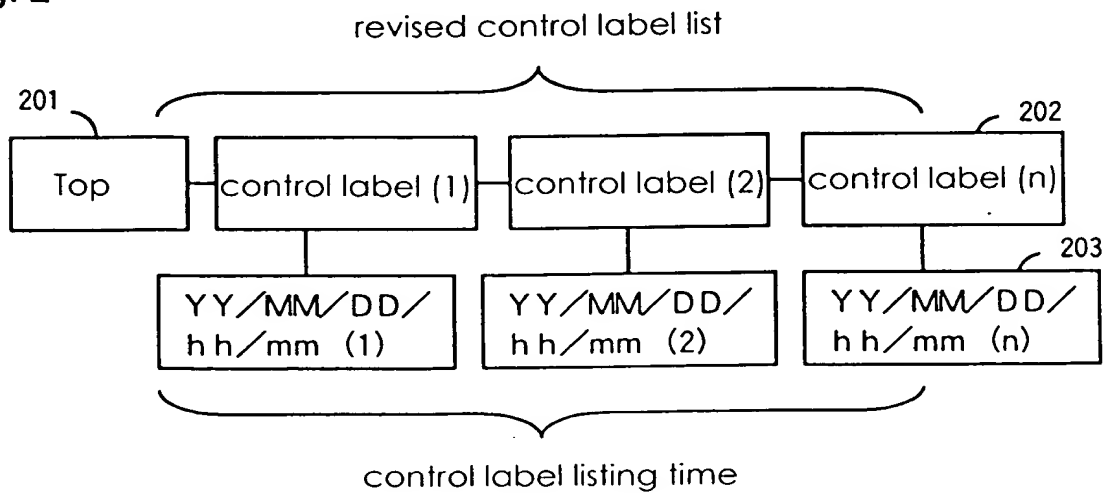 revised control label list
201
202
Top
control label (1)
control label (2)
control label (n)
203
YY/MM/DD/
hh/mm (1)
YY/MM/DD/
hh/mm (2)
YY/MM/DD/
hh/mm (n)
control label listing time